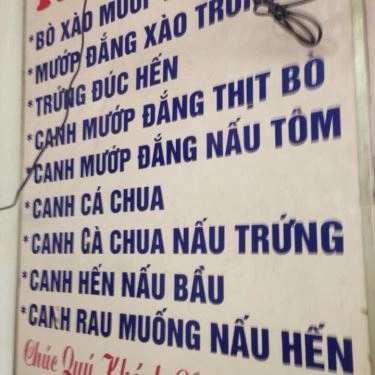 *BÒ XÀO MƯỚP
*MƯỚP ĐẮNG XÀO TRỨNG
*TRỨNG ĐÚC HẾN
*CANH MƯỚP ĐẮNG THỊT BÒ
*CANH MƯỚP ĐẮNG NẤU TÔM
*CANH CÁ CHUA
*CANH CÀ CHUA NẤU TRỨNG
*CANH HẾN NẤU BẦU
*CANH RAU MUỐNG NẤU HẾN
Chúc Quý Khách